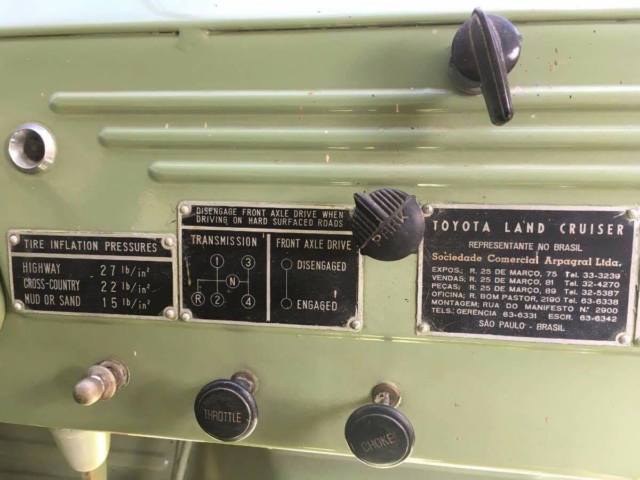 TIRE INFLATION PRESSURES
HIGHWAY 27 lb/in²
CROSS-COUNTRY 22 lb/in²
MUD OR SAND 15 lb/in²
DISENGAGE FRONT AXLE DRIVE WHEN
DRIVING ON HARD SURFACED ROADS
TRANSMISSION
1 3
N
R 2 4
FRONT AXLE DRIVE
DISENGAGED
ENGAGED
PARK
TOYOTA LAND CRUISER
REPRESENTANTE NO BRASIL
Sociedade Comercial Arpagral Ltda.
EXPOS.; R. 25 DE MARÇO, 75 Tel. 33-3239
VENDAS; R. 25 DE MARÇO, 81 Tel. 32-4270
PEÇAS; R. 25 DE MARÇO, 89 Tel. 32-5387
OFICINA; R. BOM PASTOR, 2190 Tel. 63-6338
MONTAGEM; RUA DO MANIFESTO Nº 2900
TELS.; GERENCIA 63-6331 ESCR. 63-6342
SÃO PAULO - BRASIL
THROTTLE
CHOKE